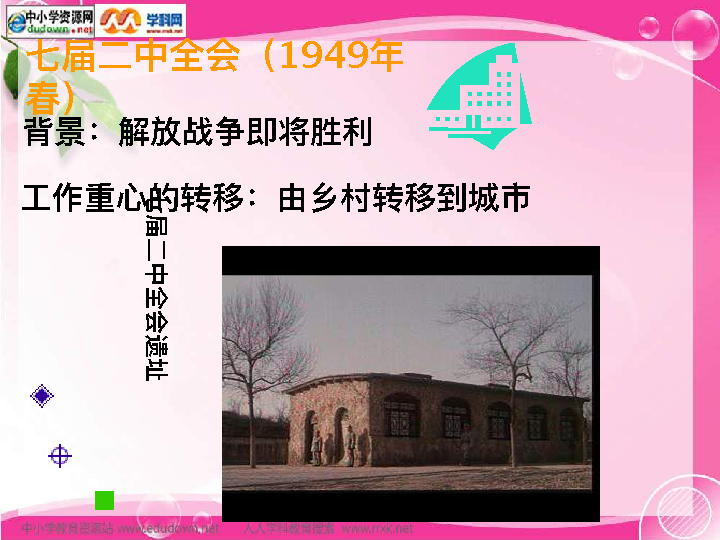 中小学资源网
dudown.net
学科网
www.nrxk.net
七届二中全会（1949年
春）
背景：解放战争即将胜利
工作重心的转移：由乡村转移到城市
七届二中全会遗址
中小学教育资源站 www.edudown.net 人人学科教育搜索 www.rrxk.net